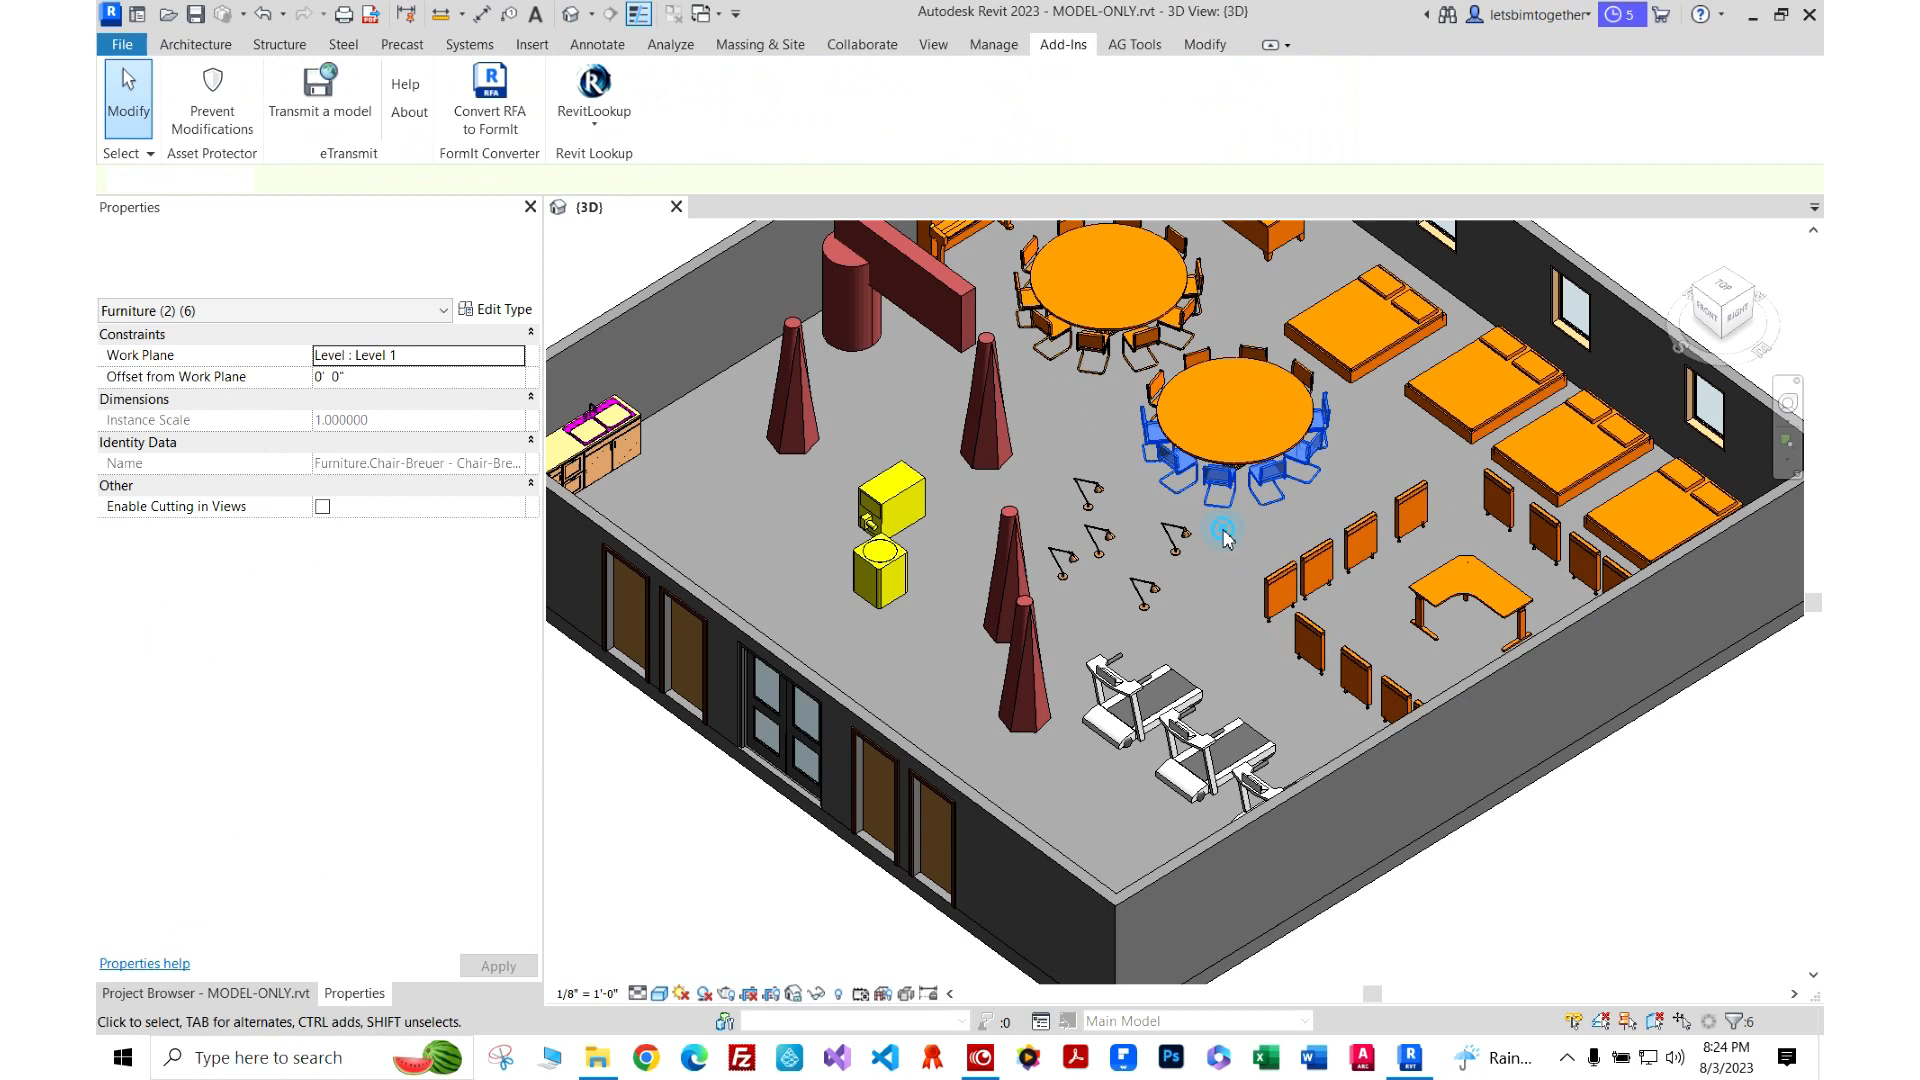 Autodesk Revit 2023 - MODEL-ONLY.rvt - 3D View: {3D}
letsbimtogether
5
File Architecture Structure Steel Precast Systems Insert Annotate Analyze Massing & Site Collaborate View Manage Add-Ins AG Tools Modify
Modify
Prevent Modifications
Transmit a model
Help
About
Convert RFA to FormIt
RevitLookup
Select Asset Protector eTransmit FormIt Converter Revit Lookup
Properties
{3D}
Furniture (2) (6)
Edit Type
Constraints
Work Plane Level : Level 1
Offset from Work Plane 0' 0"
Dimensions
Instance Scale 1.000000
Identity Data
Name Furniture.Chair-Breuer - Chair-Bre...
Other
Enable Cutting in Views
TOP
FRONT
RIGHT
Properties help
Apply
Project Browser - MODEL-ONLY.rvt
Properties
1/8" = 1'-0"
Click to select, TAB for alternates, CTRL adds, SHIFT unselects.
:0
Main Model
:6
Type here to search
Rain...
8:24 PM
8/3/2023